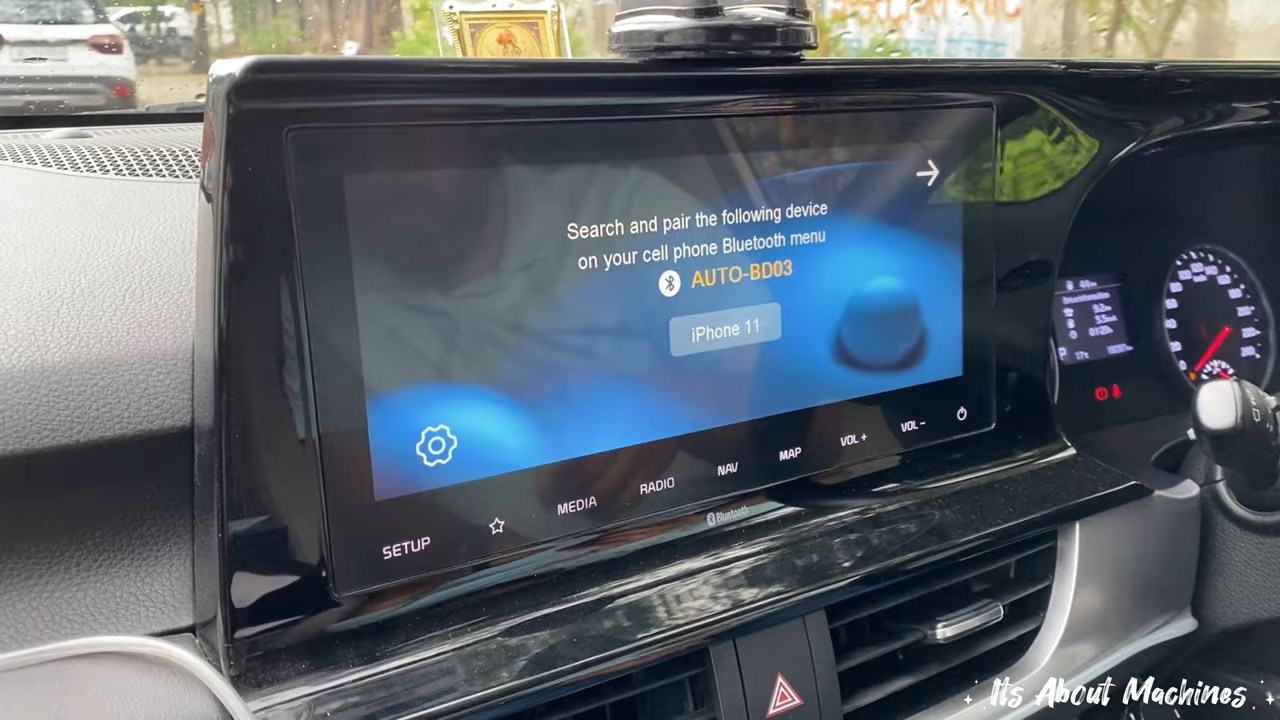 Search and pair the following device
on your cell phone Bluetooth menu
AUTO-BD03
iPhone 11
SETUP
MEDIA
RADIO
NAV
MAP
VOL +
VOL -
Bluetooth
Its About Machines